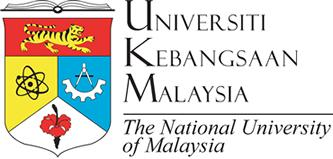 UNIVERSITI
KEBANGSAAN
MALAYSIA
The National University
of Malaysia